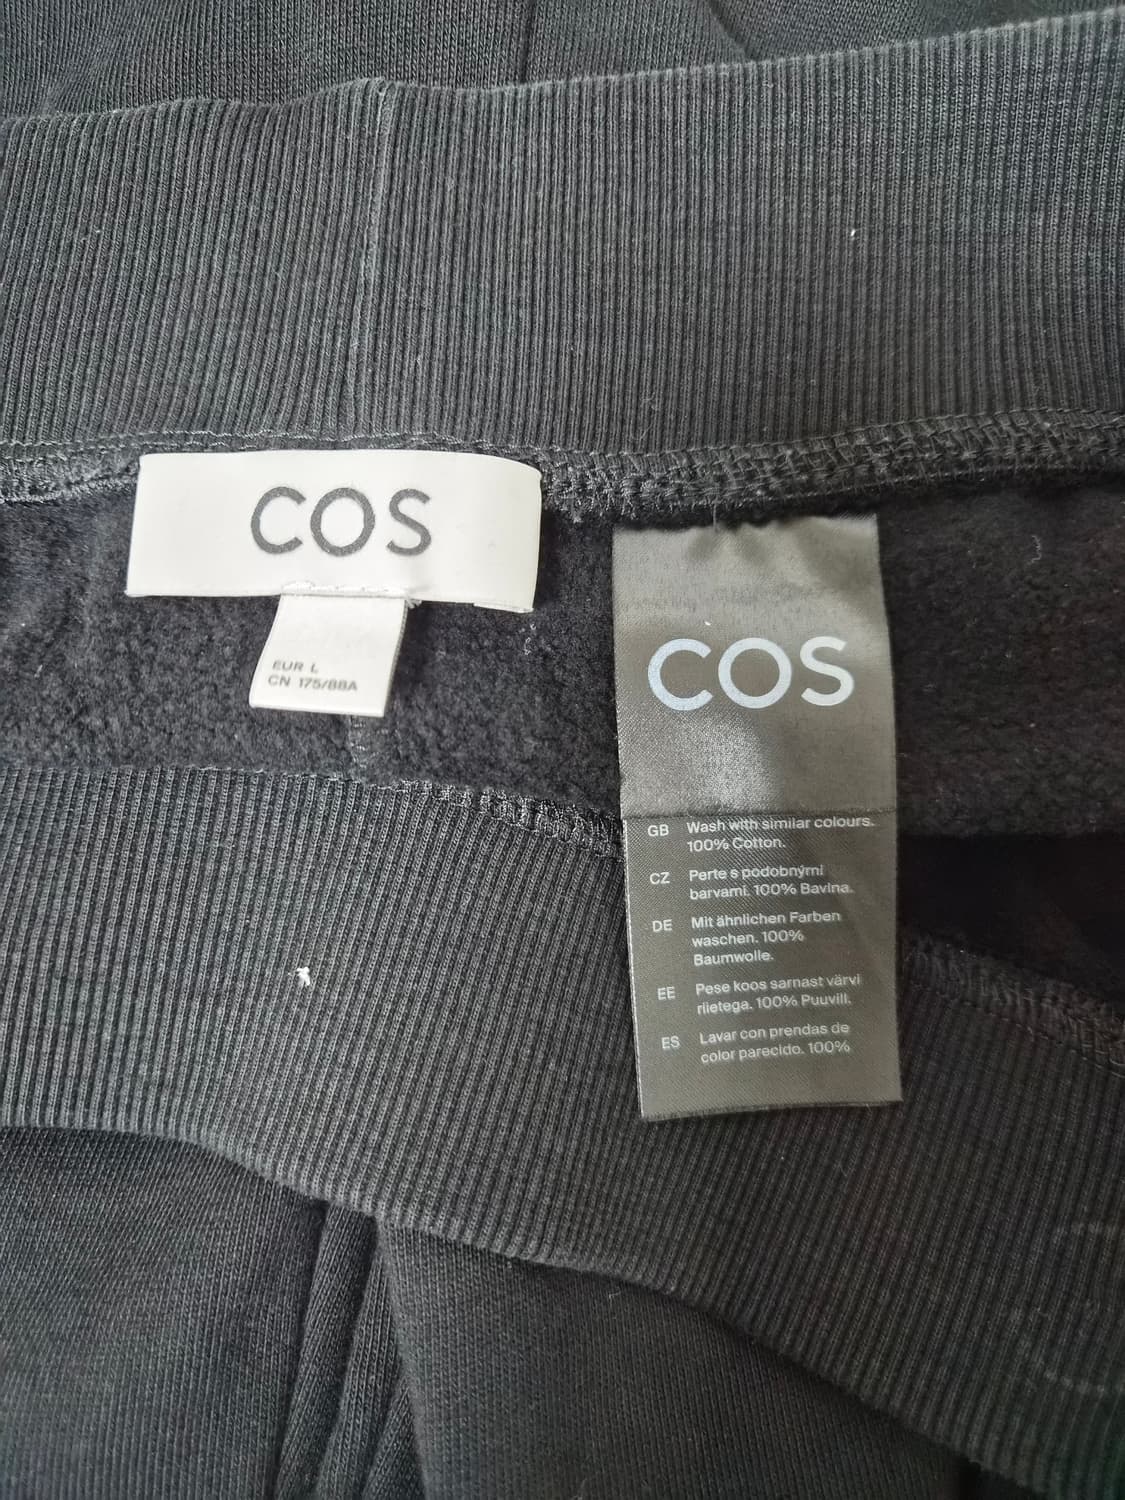 COS
EUR L
CN 175/88A
COS
GB Wash with similar colours.
100% Cotton.
CZ Perte s podobnými
barvami. 100% Bavlna.
DE Mit ähnlichen Farben
waschen. 100%
Baumwolle.
EE Pese koos sarnast värvi
riietega. 100% Puuvill.
ES Lavar con prendas de
color parecido. 100%